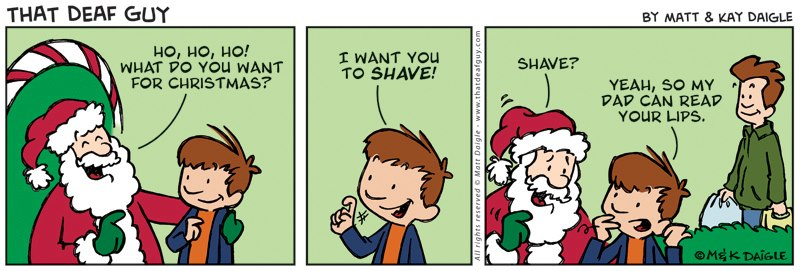 THAT DEAF GUY
BY MATT & KAY DAIGLE
HO, HO, HO!
WHAT DO YOU WANT
FOR CHRISTMAS?
I WANT YOU
TO SHAVE!
All rights reserved © Matt Daigle - www.thatdeafguy.com
SHAVE?
YEAH, SO MY
DAD CAN READ
YOUR LIPS.
©M&K DAIGLE